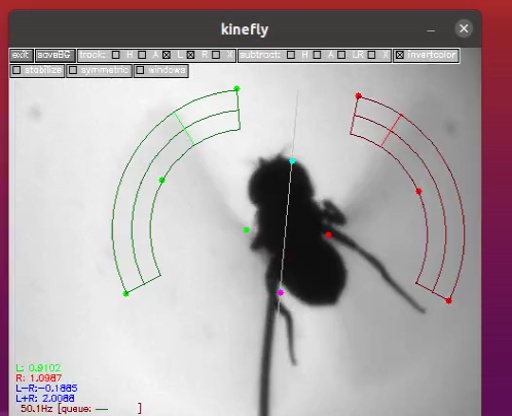 kinefly
exit saveBG track: H A L R X subtract: H A LR X invertcolor
stabilize symmetric windows
L: 0.9102
R: 1.0987
L-R:-0.1885
L+R: 2.0088
50.1Hz [queue: — ]